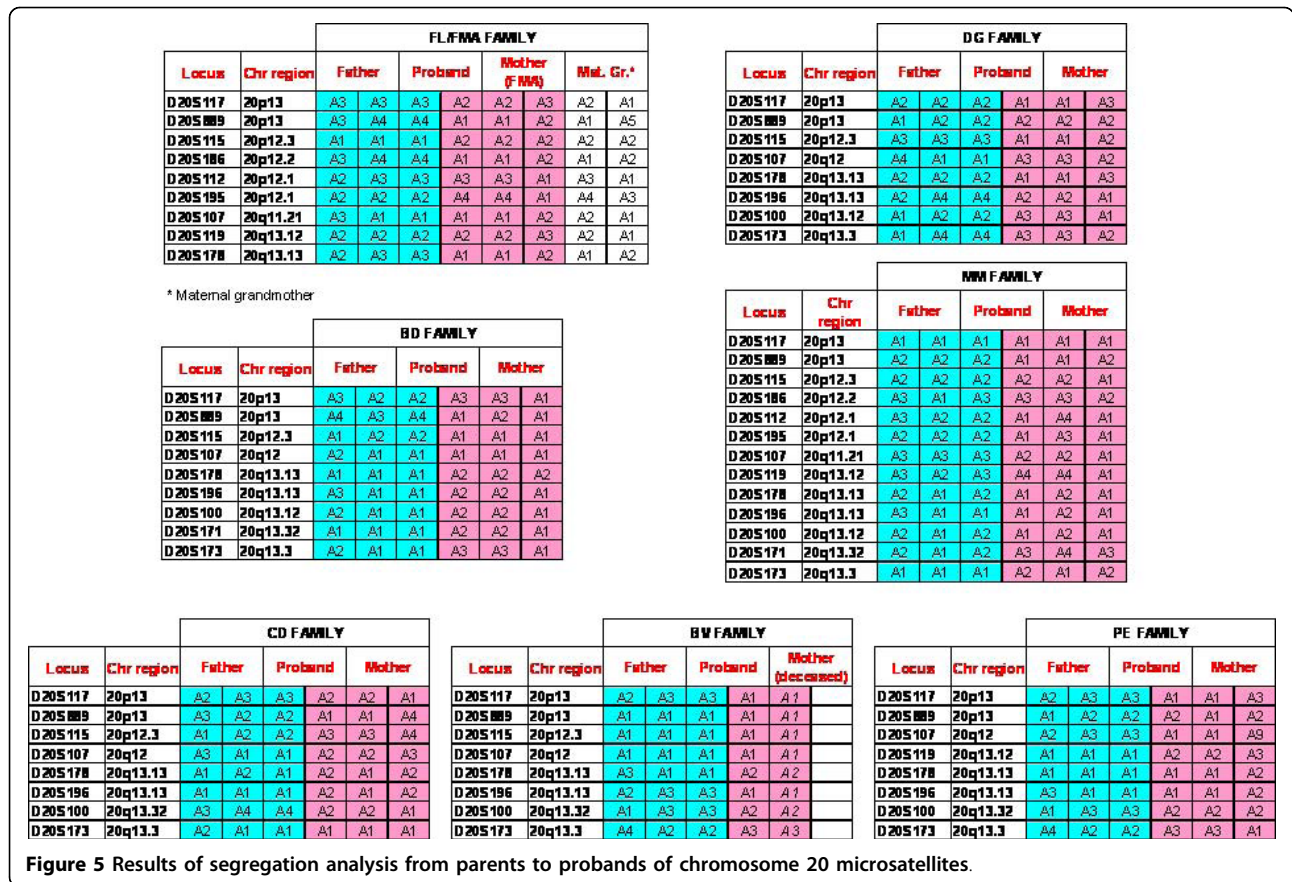 FL/FMA FAMILY
Locus Chr region Father Proband Mother (FMA) Mat. Gr.*
D20S117 20p13 A3 A3 A3 A2 A2 A3 A2 A1
D20S889 20p13 A3 A4 A4 A1 A1 A2 A1 A5
D20S115 20p12.3 A1 A1 A1 A2 A2 A2 A2 A2
D20S186 20p12.2 A3 A4 A4 A1 A1 A2 A1 A2
D20S112 20p12.1 A2 A3 A3 A3 A3 A1 A3 A1
D20S195 20p12.1 A2 A2 A2 A4 A4 A1 A4 A3
D20S107 20q11.21 A3 A1 A1 A1 A1 A2 A2 A1
D20S119 20q13.12 A2 A2 A2 A2 A2 A3 A2 A1
D20S178 20q13.13 A2 A3 A3 A1 A1 A2 A1 A2
* Maternal grandmother
DG FAMILY
Locus Chr region Father Proband Mother
D20S117 20p13 A2 A2 A2 A1 A1 A3
D20S889 20p13 A1 A2 A2 A2 A2 A2
D20S115 20p12.3 A3 A3 A3 A1 A1 A2
D20S107 20q12 A4 A1 A1 A3 A3 A2
D20S178 20q13.13 A2 A2 A2 A1 A1 A3
D20S196 20q13.13 A2 A4 A4 A2 A2 A1
D20S100 20q13.12 A1 A2 A2 A3 A3 A1
D20S173 20q13.3 A1 A4 A4 A3 A3 A2
BD FAMILY
Locus Chr region Father Proband Mother
D20S117 20p13 A3 A2 A2 A3 A3 A1
D20S889 20p13 A4 A3 A4 A1 A2 A1
D20S115 20p12.3 A1 A2 A2 A1 A1 A1
D20S107 20q12 A2 A1 A1 A1 A1 A1
D20S178 20q13.13 A1 A1 A1 A2 A2 A2
D20S196 20q13.13 A3 A1 A1 A2 A2 A1
D20S100 20q13.12 A1 A1 A1 A2 A2 A1
D20S171 20q13.32 A1 A1 A1 A2 A2 A1
D20S173 20q13.3 A2 A1 A1 A3 A3 A1
MM FAMILY
Locus Chr region Father Proband Mother
D20S117 20p13 A1 A1 A1 A1 A1 A1
D20S889 20p13 A2 A2 A2 A1 A1 A2
D20S115 20p12.3 A2 A2 A2 A2 A2 A1
D20S186 20p12.2 A3 A1 A3 A3 A3 A2
D20S112 20p12.1 A3 A2 A2 A1 A4 A1
D20S195 20p12.1 A2 A2 A2 A1 A3 A1
D20S107 20q11.21 A3 A3 A3 A2 A2 A1
D20S119 20q13.12 A3 A2 A3 A4 A4 A1
D20S178 20q13.13 A2 A1 A2 A1 A2 A1
D20S196 20q13.13 A3 A1 A1 A1 A2 A1
D20S100 20q13.12 A2 A1 A2 A1 A2 A1
D20S171 20q13.32 A2 A1 A2 A3 A4 A3
D20S173 20q13.3 A1 A1 A1 A2 A1 A2
CD FAMILY
Locus Chr region Father Proband Mother
D20S117 20p13 A2 A3 A3 A2 A2 A1
D20S889 20p13 A3 A2 A2 A1 A1 A4
D20S115 20p12.3 A1 A2 A2 A3 A3 A4
D20S107 20q12 A3 A1 A1 A2 A2 A3
D20S178 20q13.13 A1 A2 A1 A2 A1 A2
D20S196 20q13.13 A1 A1 A1 A2 A1 A2
D20S100 20q13.32 A3 A4 A4 A2 A2 A1
D20S173 20q13.3 A2 A1 A1 A1 A1 A1
BV FAMILY
Locus Chr region Father Proband Mother (deceased)
D20S117 20p13 A2 A3 A3 A1 A1
D20S889 20p13 A1 A1 A1 A1 A1
D20S115 20p12.3 A1 A1 A1 A1 A1
D20S107 20q12 A1 A1 A1 A1 A1
D20S178 20q13.13 A3 A1 A1 A2 A2
D20S196 20q13.13 A2 A3 A3 A1 A1
D20S100 20q13.32 A1 A3 A3 A2 A2
D20S173 20q13.3 A4 A2 A2 A3 A3
PE FAMILY
Locus Chr region Father Proband Mother
D20S117 20p13 A2 A3 A3 A1 A1 A3
D20S889 20p13 A1 A2 A2 A2 A1 A2
D20S107 20q12 A2 A3 A3 A1 A1 A9
D20S119 20q13.12 A1 A1 A1 A2 A2 A3
D20S178 20q13.13 A1 A1 A1 A1 A1 A2
D20S196 20q13.13 A3 A1 A1 A1 A1 A2
D20S100 20q13.32 A1 A3 A3 A2 A2 A1
D20S173 20q13.3 A4 A2 A2 A3 A3 A1
Figure 5 Results of segregation analysis from parents to probands of chromosome 20 microsatellites.